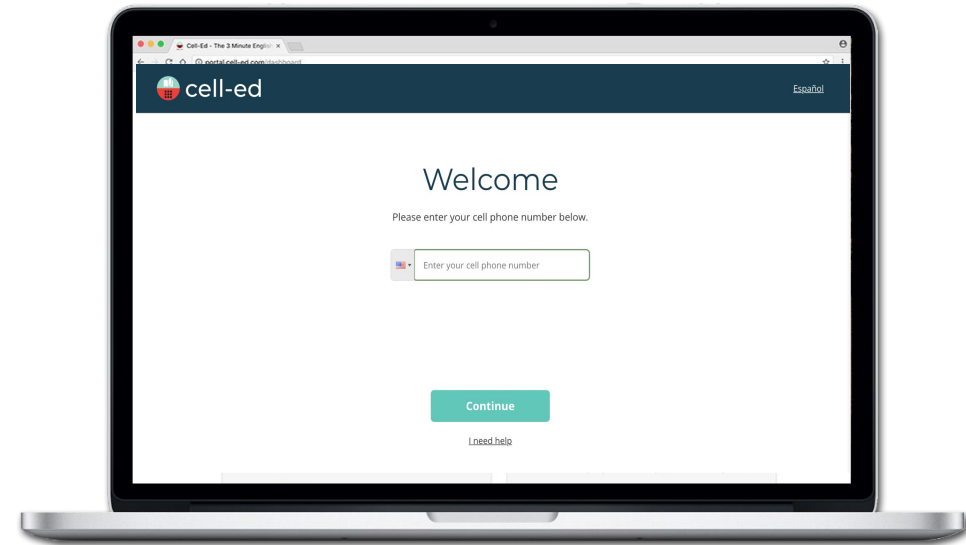 Cell-Ed - The 3 Minute English
portal.cell-ed.com/dashboard
cell-ed
Español
Welcome
Please enter your cell phone number below.
Enter your cell phone number
Continue
I need help